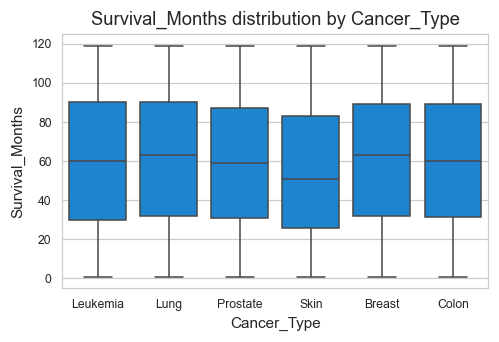 Survival_Months distribution by Cancer_Type
Survival_Months
120
100
80
60
40
20
0
Leukemia Lung Prostate Skin Breast Colon
Cancer_Type